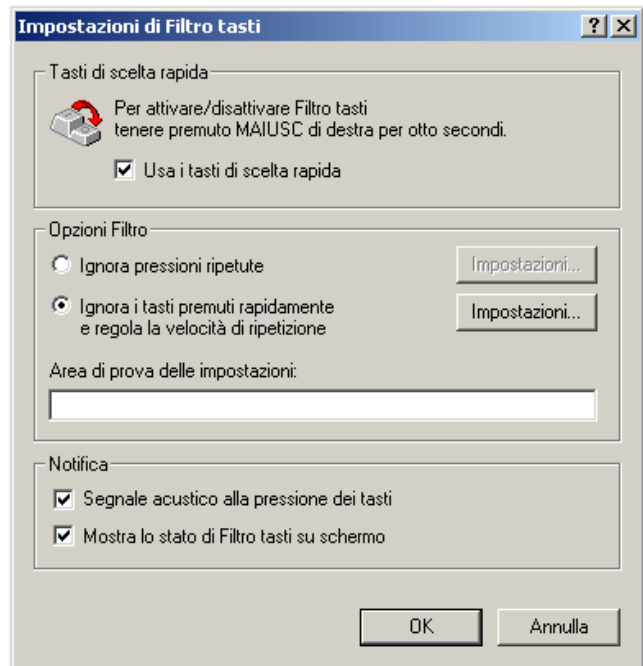 Impostazioni di Filtro tasti
Tasti di scelta rapida
Per attivare/disattivare Filtro tasti
tenere premuto MAIUSC di destra per otto secondi.
Usa i tasti di scelta rapida
Opzioni Filtro
Ignora pressioni ripetute
Impostazioni...
Ignora i tasti premuti rapidamente
e regola la velocità di ripetizione
Impostazioni...
Area di prova delle impostazioni:
Notifica
Segnale acustico alla pressione dei tasti
Mostra lo stato di Filtro tasti su schermo
OK
Annulla